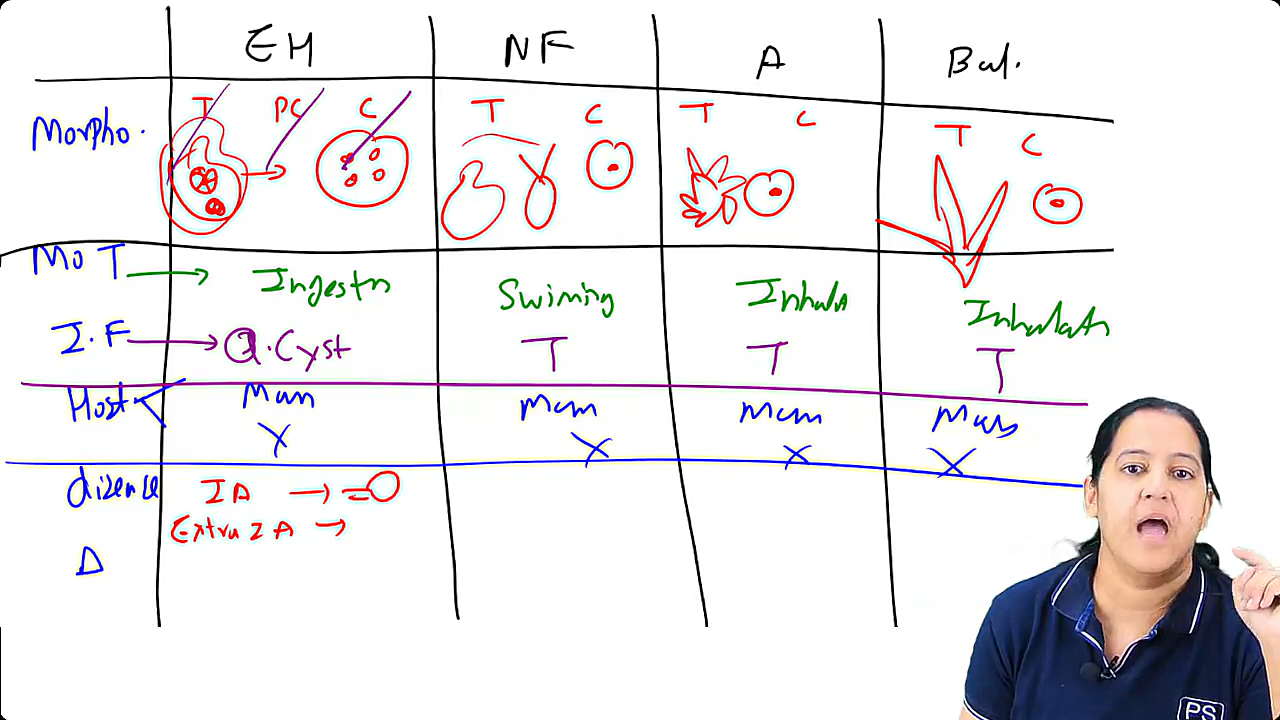 EH NF A Bal.
Morpho. T PC C T C T C T C
MoT → Ingestn Swiming Inhala Inhalatn
I.F → Q.Cyst T T T
Host Man Man Man Man
X X X X
dizease IA →
Extra IA →
Δ
PS